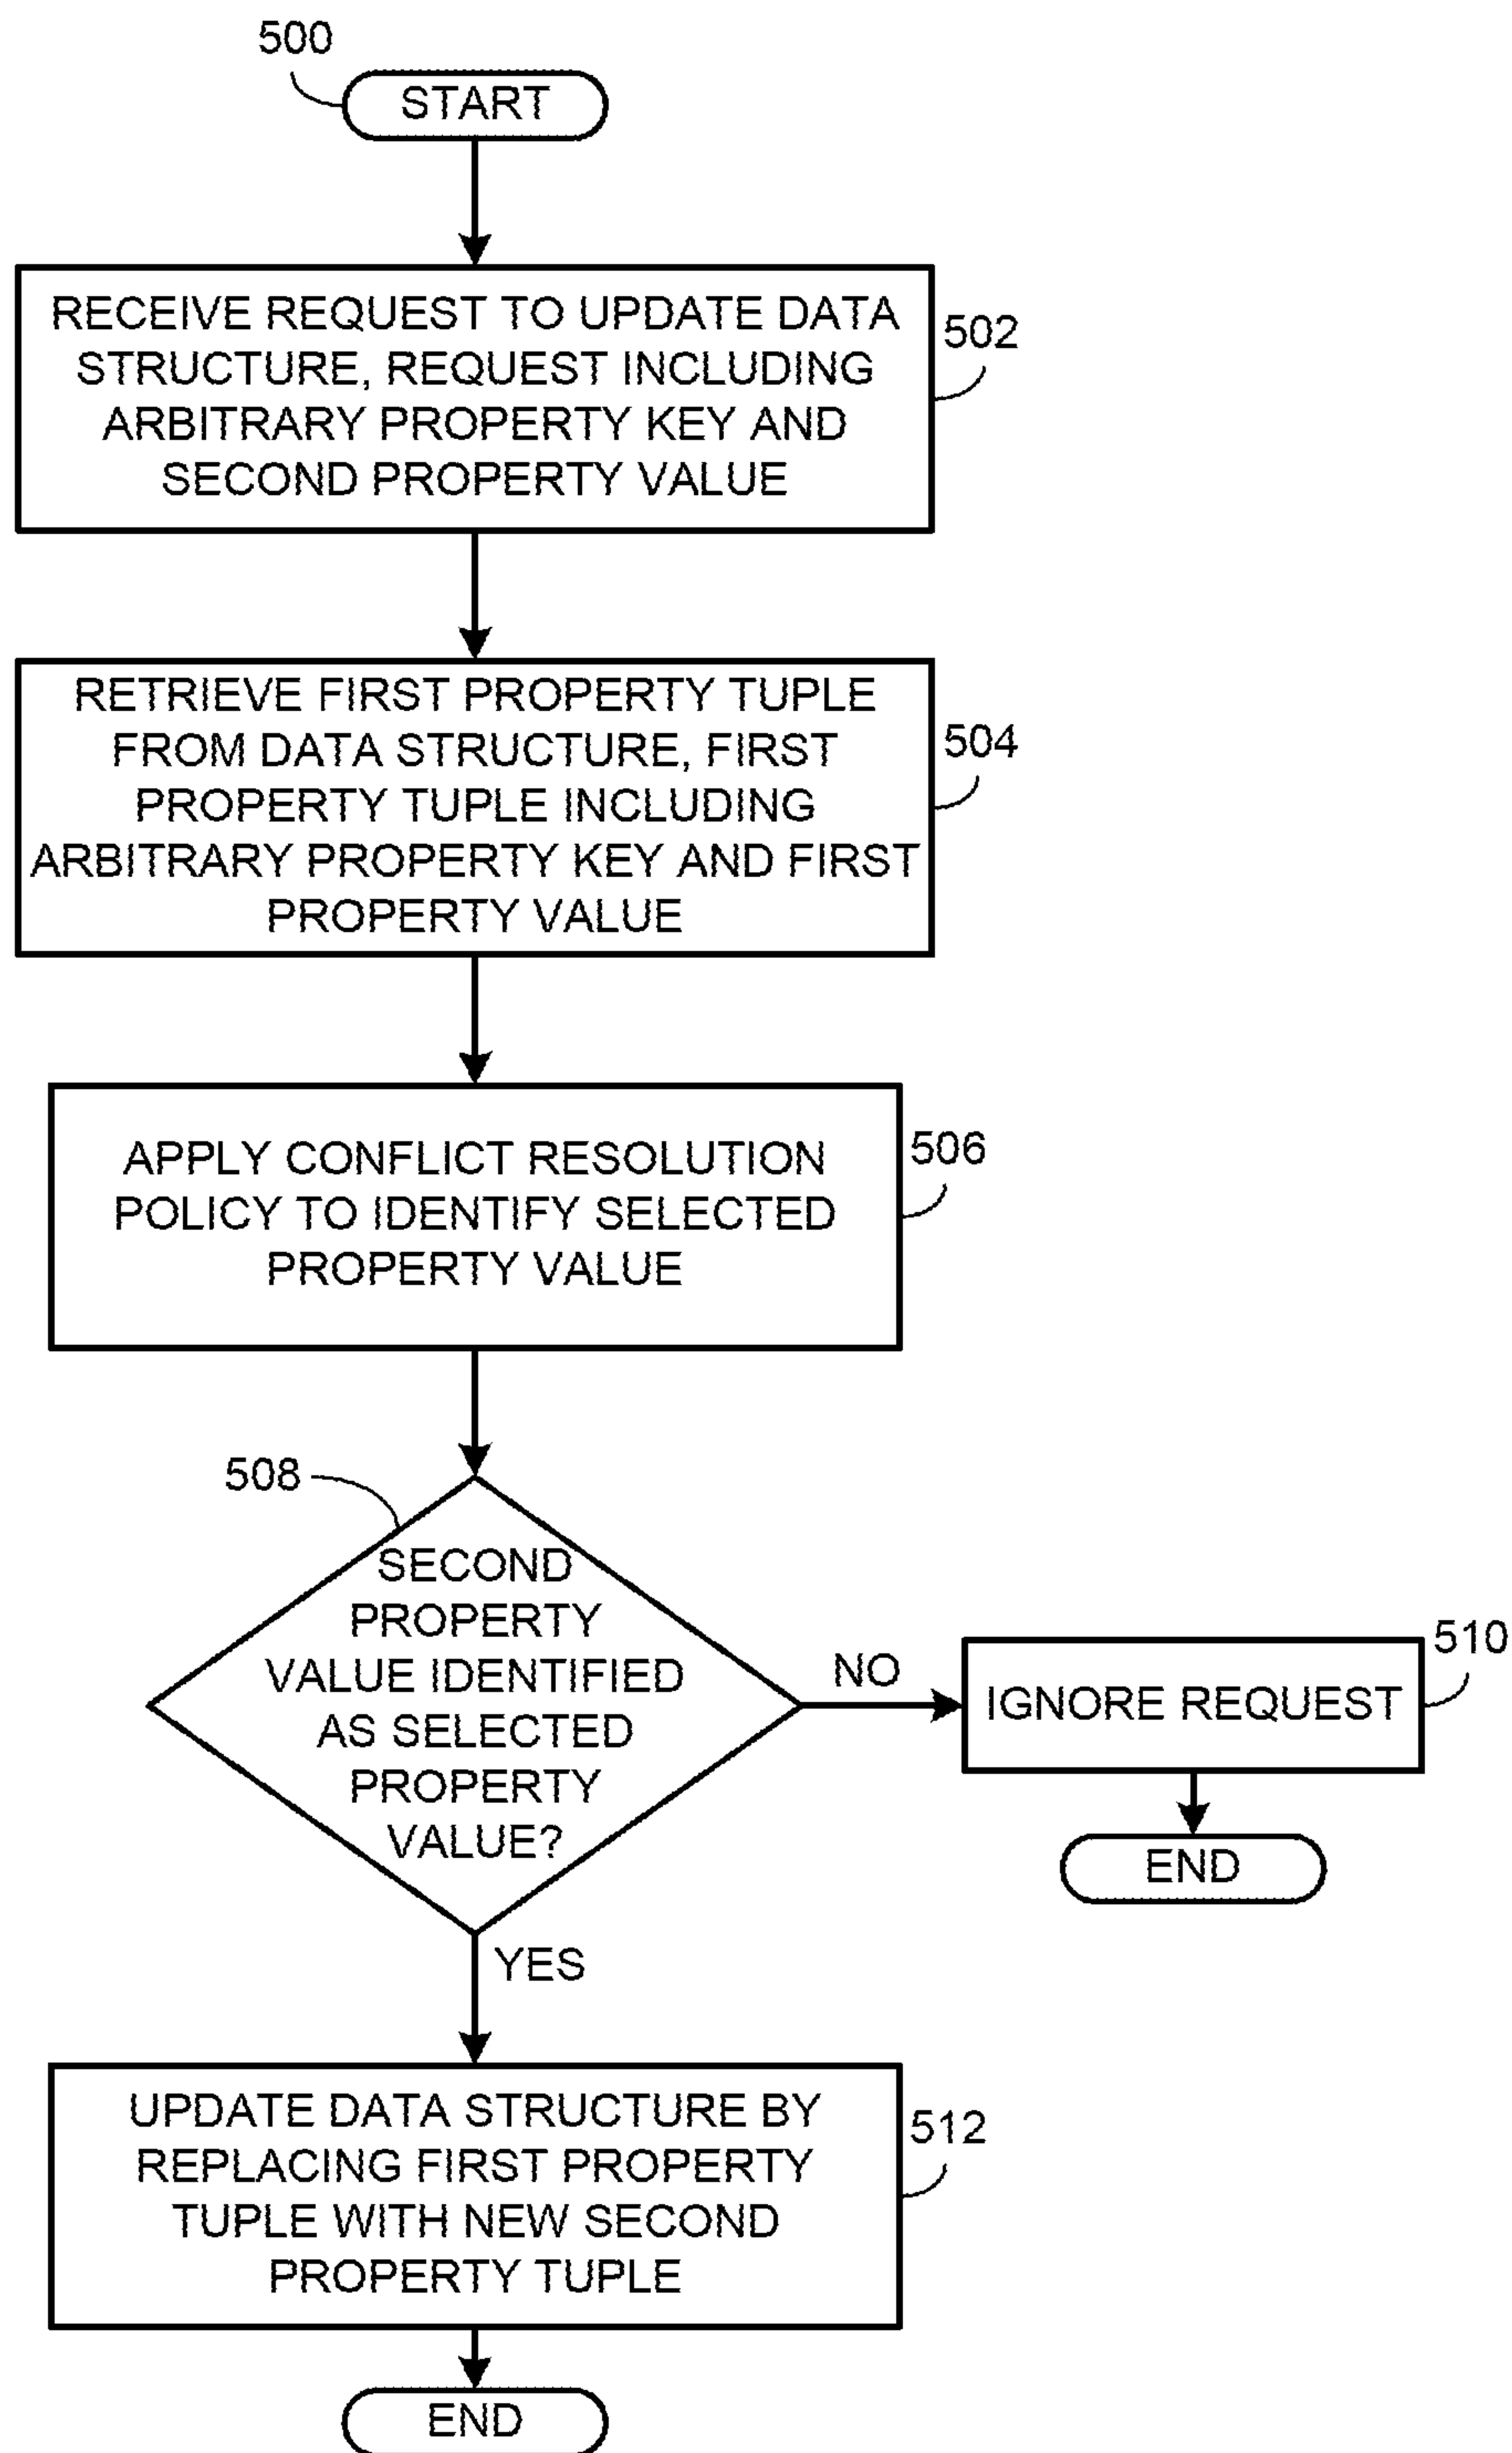 500
START
RECEIVE REQUEST TO UPDATE DATA
STRUCTURE, REQUEST INCLUDING
ARBITRARY PROPERTY KEY AND
SECOND PROPERTY VALUE
502
RETRIEVE FIRST PROPERTY TUPLE
FROM DATA STRUCTURE, FIRST
PROPERTY TUPLE INCLUDING
ARBITRARY PROPERTY KEY AND FIRST
PROPERTY VALUE
504
APPLY CONFLICT RESOLUTION
POLICY TO IDENTIFY SELECTED
PROPERTY VALUE
506
508
SECOND
PROPERTY
VALUE IDENTIFIED
AS SELECTED
PROPERTY
VALUE?
NO
IGNORE REQUEST
510
END
YES
UPDATE DATA STRUCTURE BY
REPLACING FIRST PROPERTY
TUPLE WITH NEW SECOND
PROPERTY TUPLE
512
END